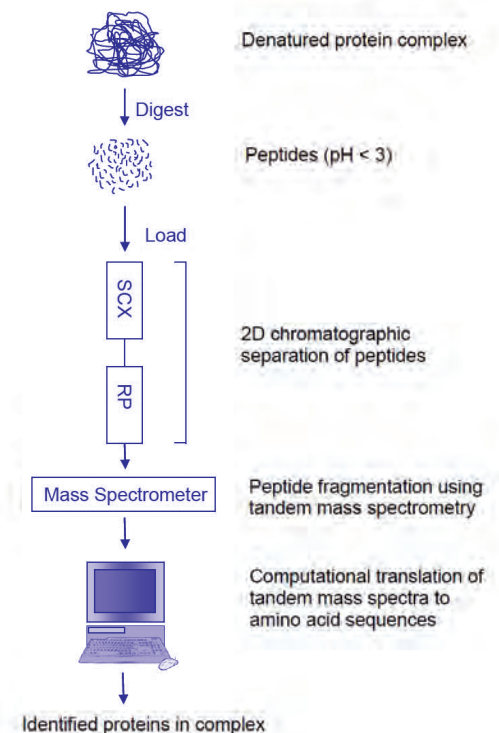 Denatured protein complex
Digest
Peptides (pH < 3)
Load
SCX
RP
2D chromatographic
separation of peptides
Mass Spectrometer
Peptide fragmentation using
tandem mass spectrometry
Computational translation of
tandem mass spectra to
amino acid sequences
Identified proteins in complex